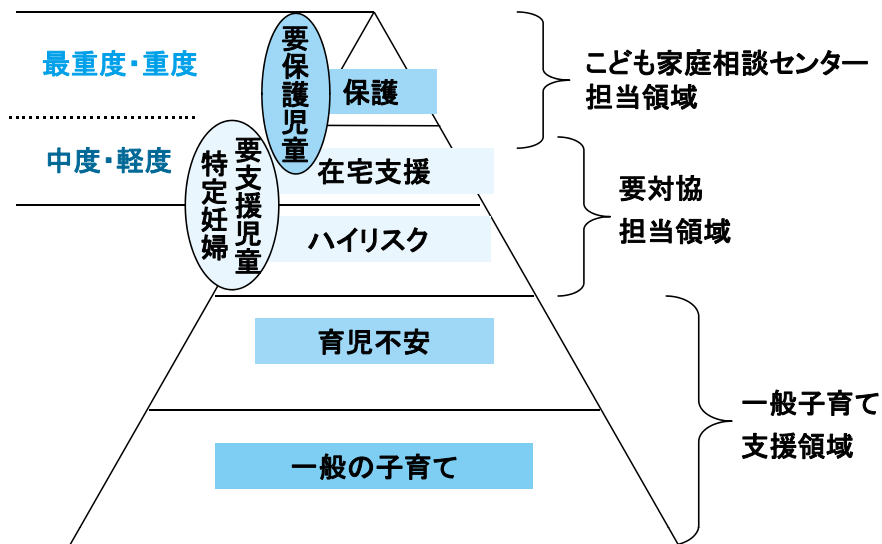 最重度・重度
中度・軽度
要保護児童
要支援児童
特定妊婦
保護
在宅支援
ハイリスク
育児不安
一般の子育て
こども家庭相談センター
担当領域
要対協
担当領域
一般子育て
支援領域